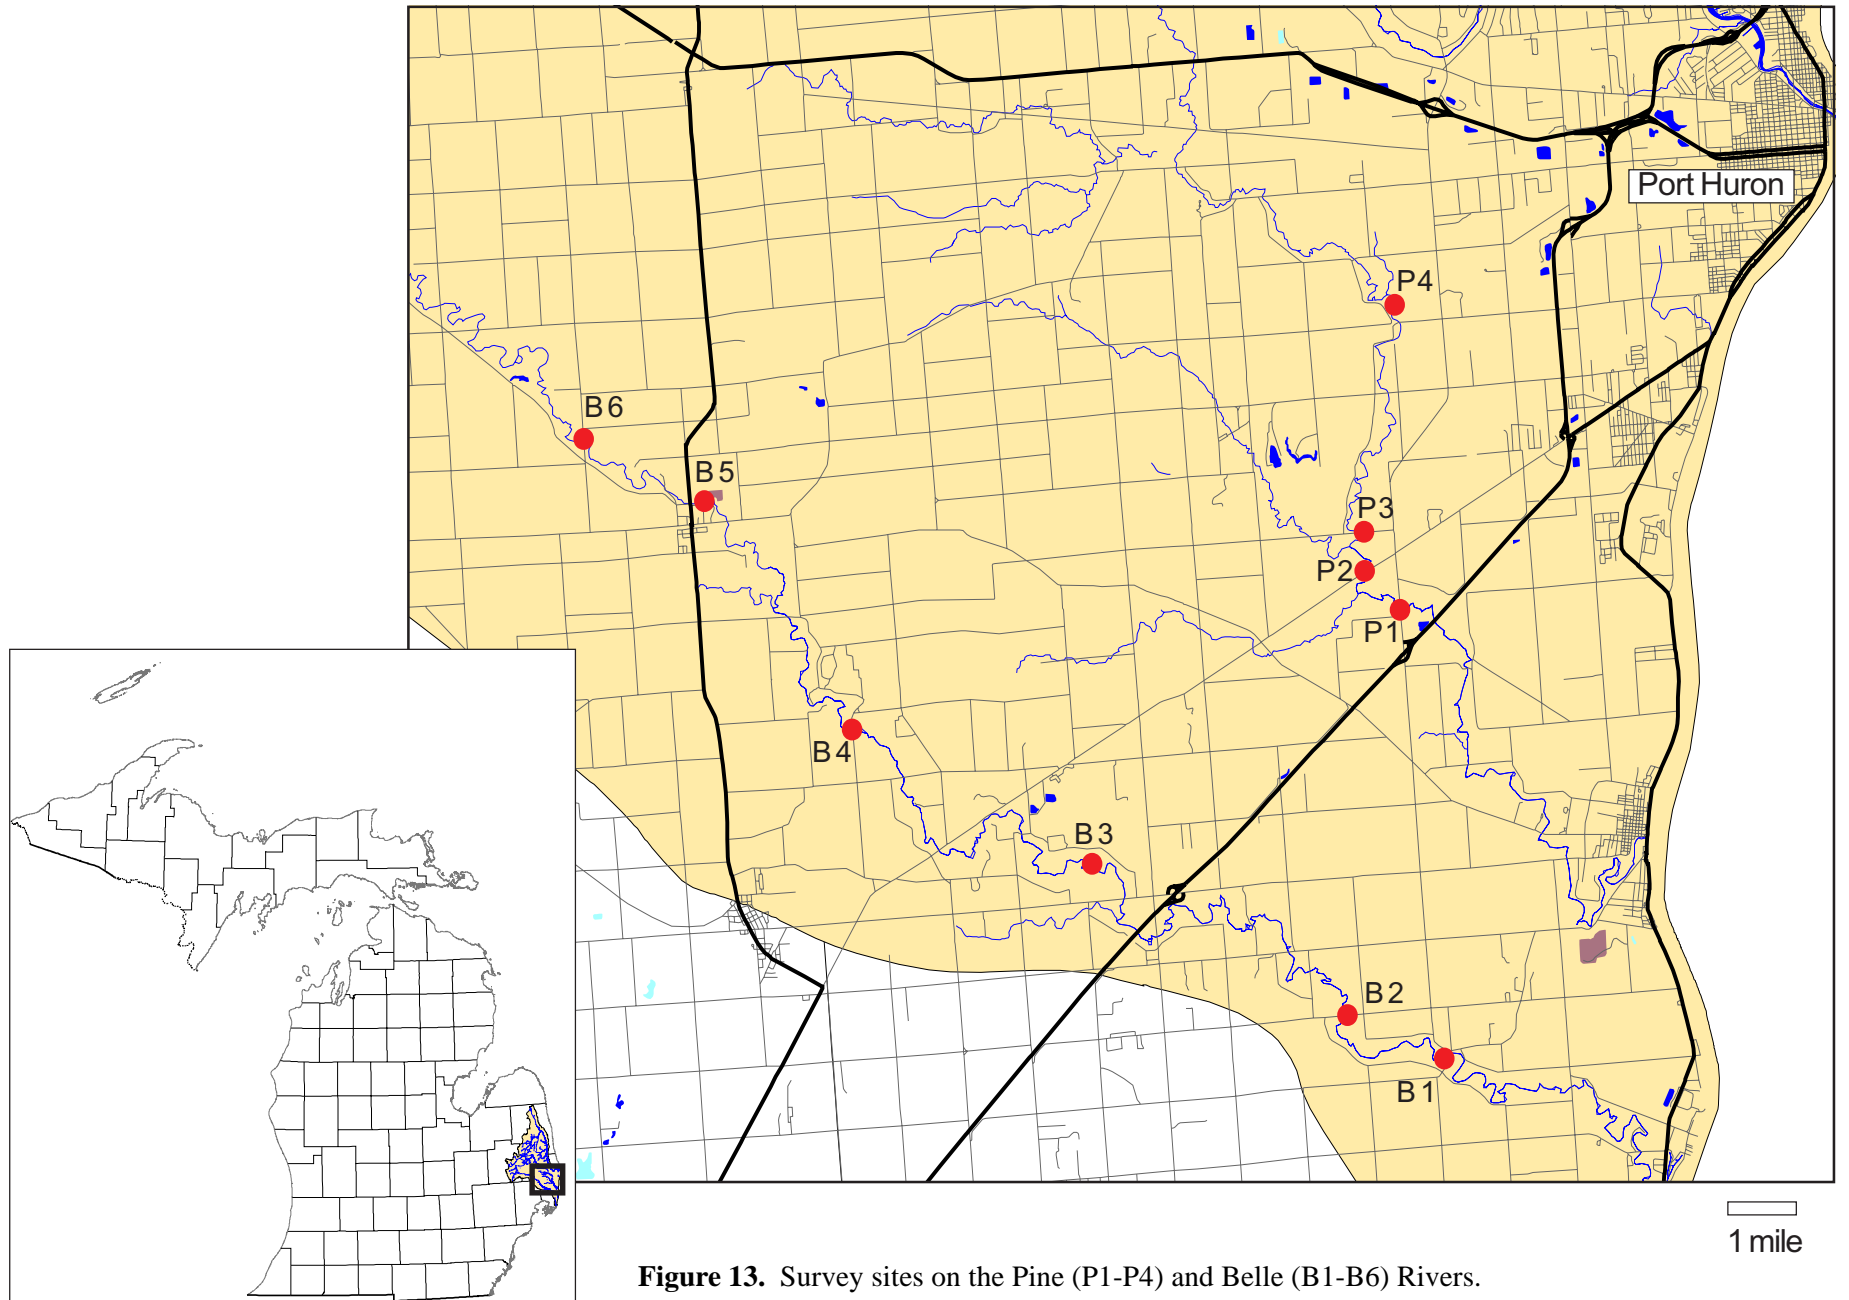 Port Huron
P4
B6
B5
P3
P2
P1
B4
B3
B2
B1
1 mile
Figure 13. Survey sites on the Pine (P1-P4) and Belle (B1-B6) Rivers.